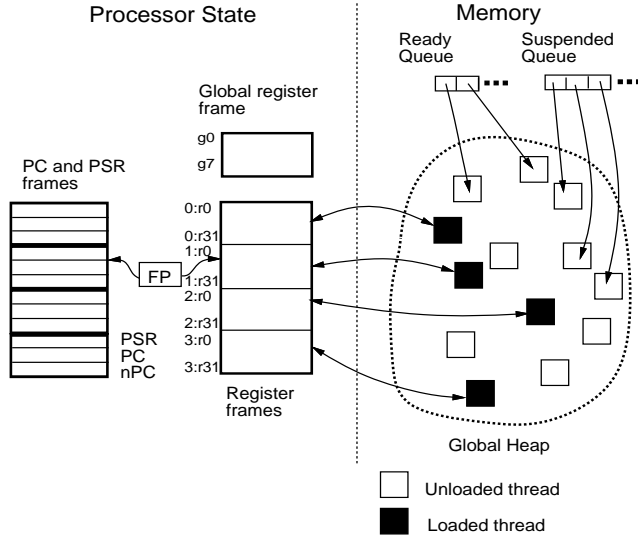 Processor State
Memory
Ready
Queue
Suspended
Queue
Global register
frame
g0
g7
PC and PSR
frames
0:r0
0:r31
1:r0
1:r31
2:r0
2:r31
3:r0
3:r31
FP
PSR
PC
nPC
Register
frames
Global Heap
Unloaded thread
Loaded thread